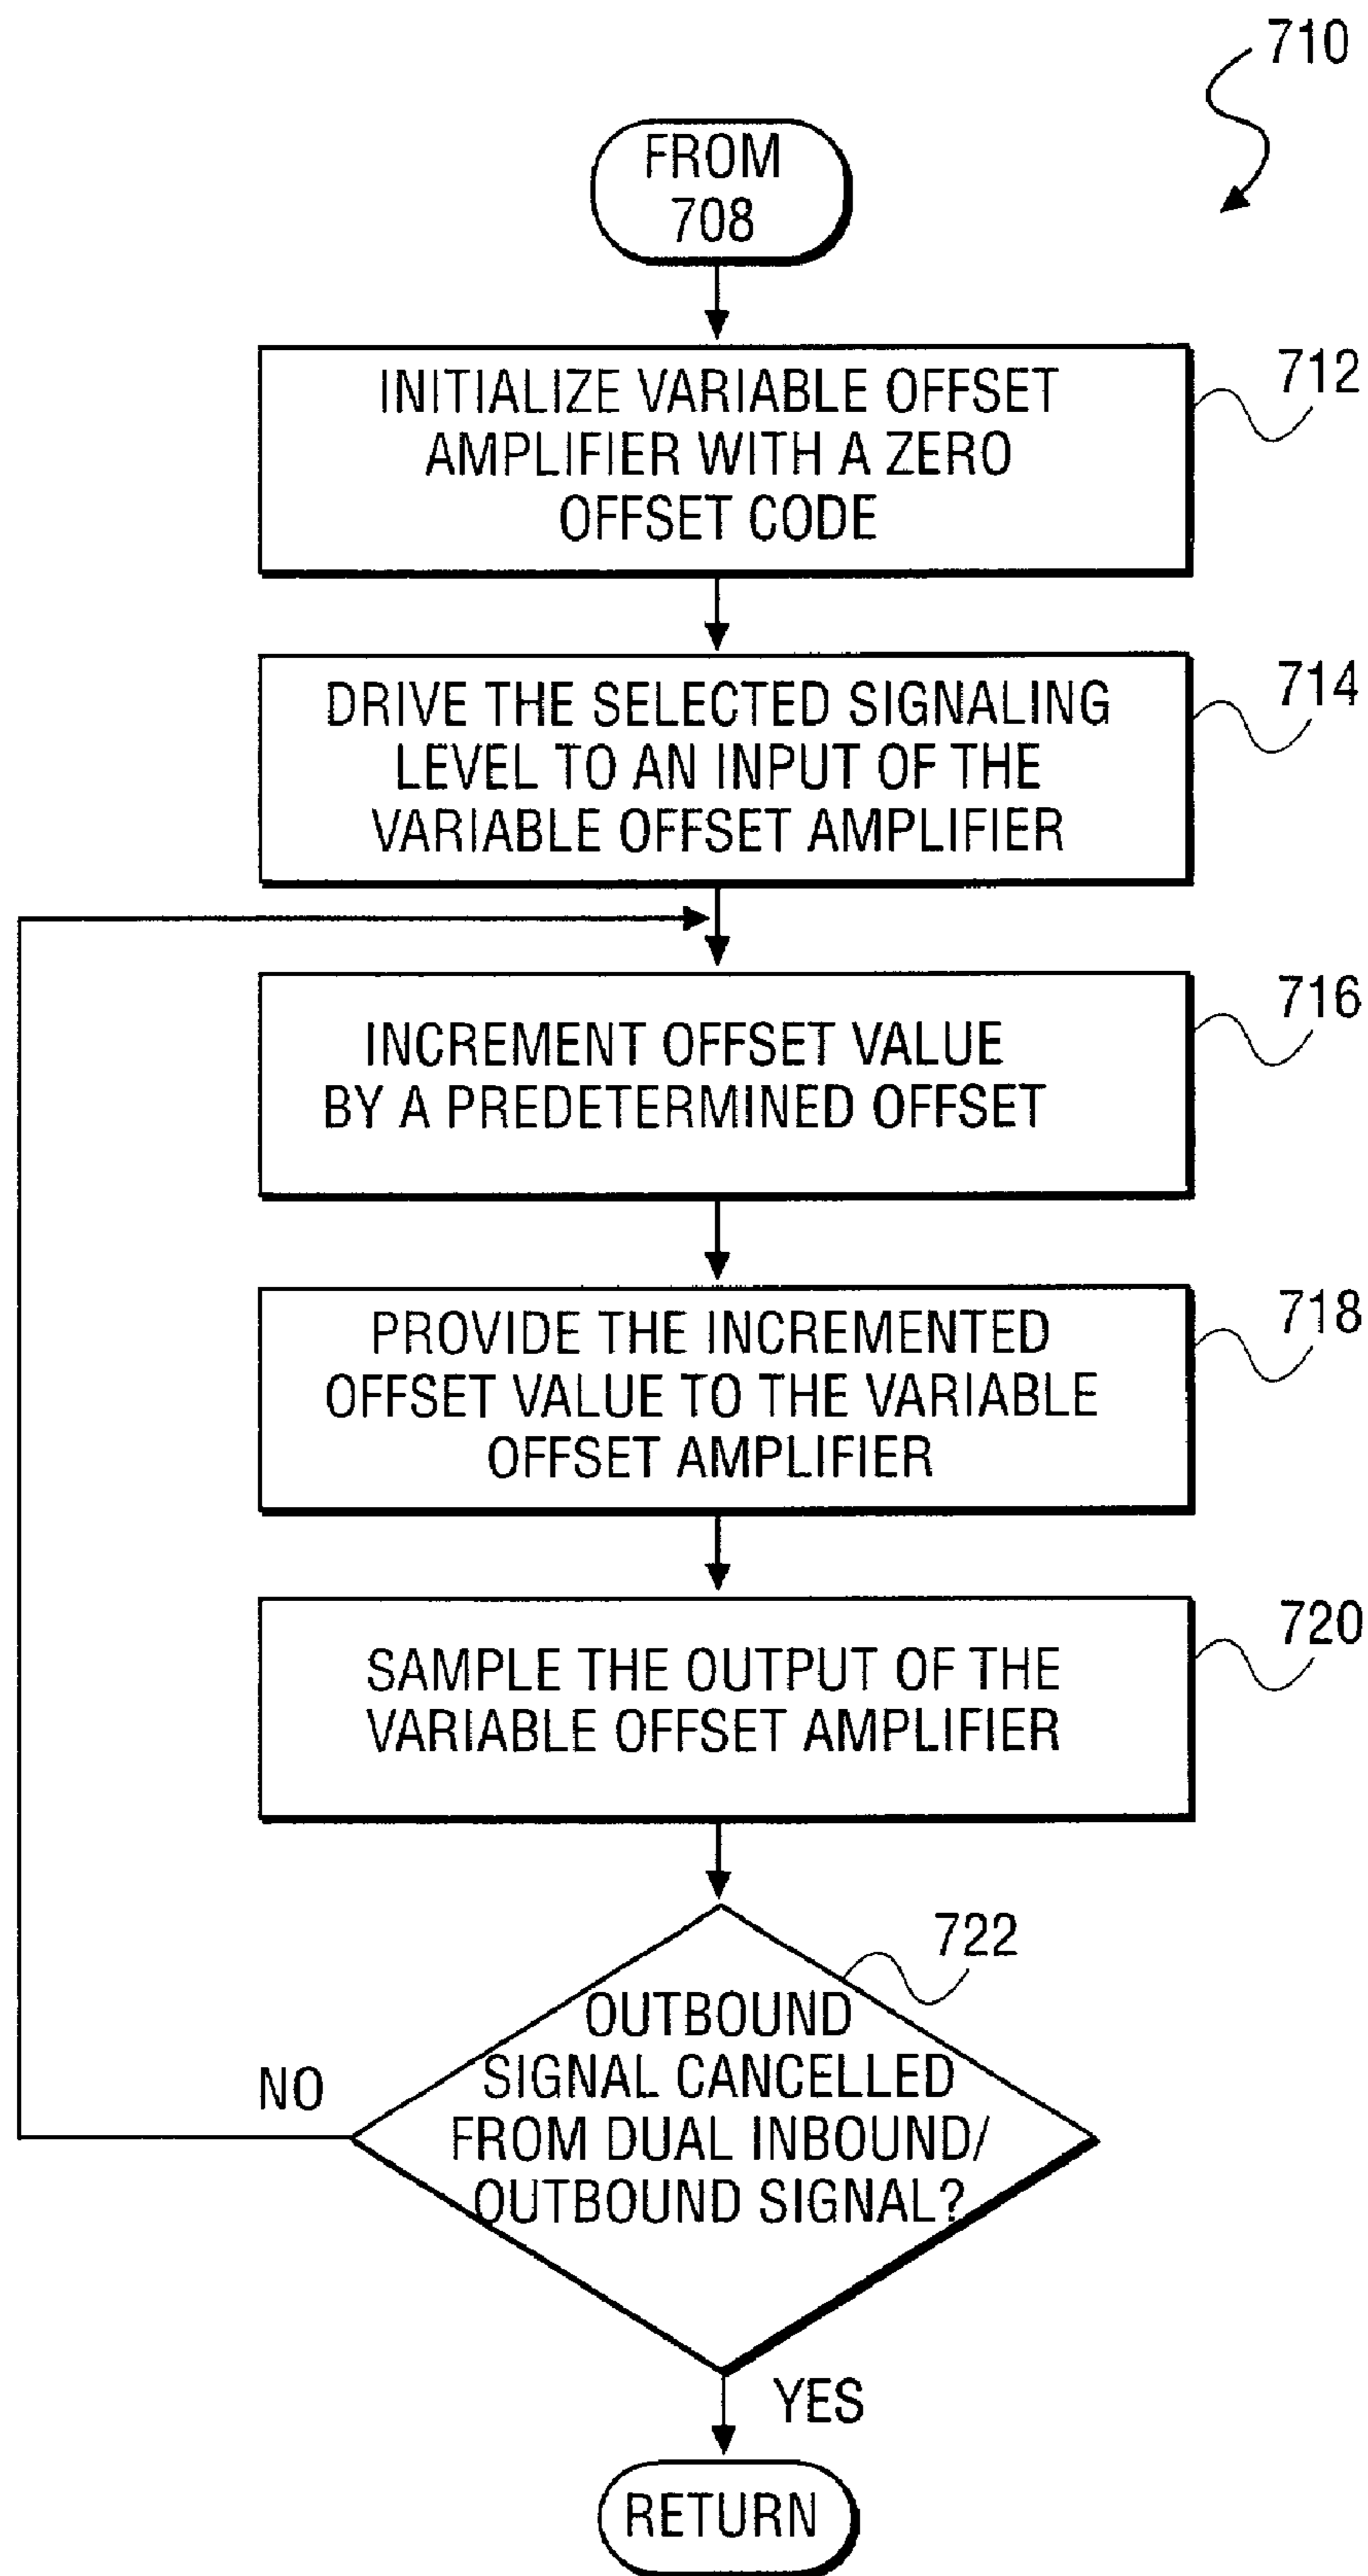 710
FROM
708
INITIALIZE VARIABLE OFFSET
AMPLIFIER WITH A ZERO
OFFSET CODE
712
DRIVE THE SELECTED SIGNALING
LEVEL TO AN INPUT OF THE
VARIABLE OFFSET AMPLIFIER
714
INCREMENT OFFSET VALUE
BY A PREDETERMINED OFFSET
716
PROVIDE THE INCREMENTED
OFFSET VALUE TO THE VARIABLE
OFFSET AMPLIFIER
718
SAMPLE THE OUTPUT OF THE
VARIABLE OFFSET AMPLIFIER
720
722
OUTBOUND
SIGNAL CANCELLED
FROM DUAL INBOUND/
OUTBOUND SIGNAL?
NO
YES
RETURN